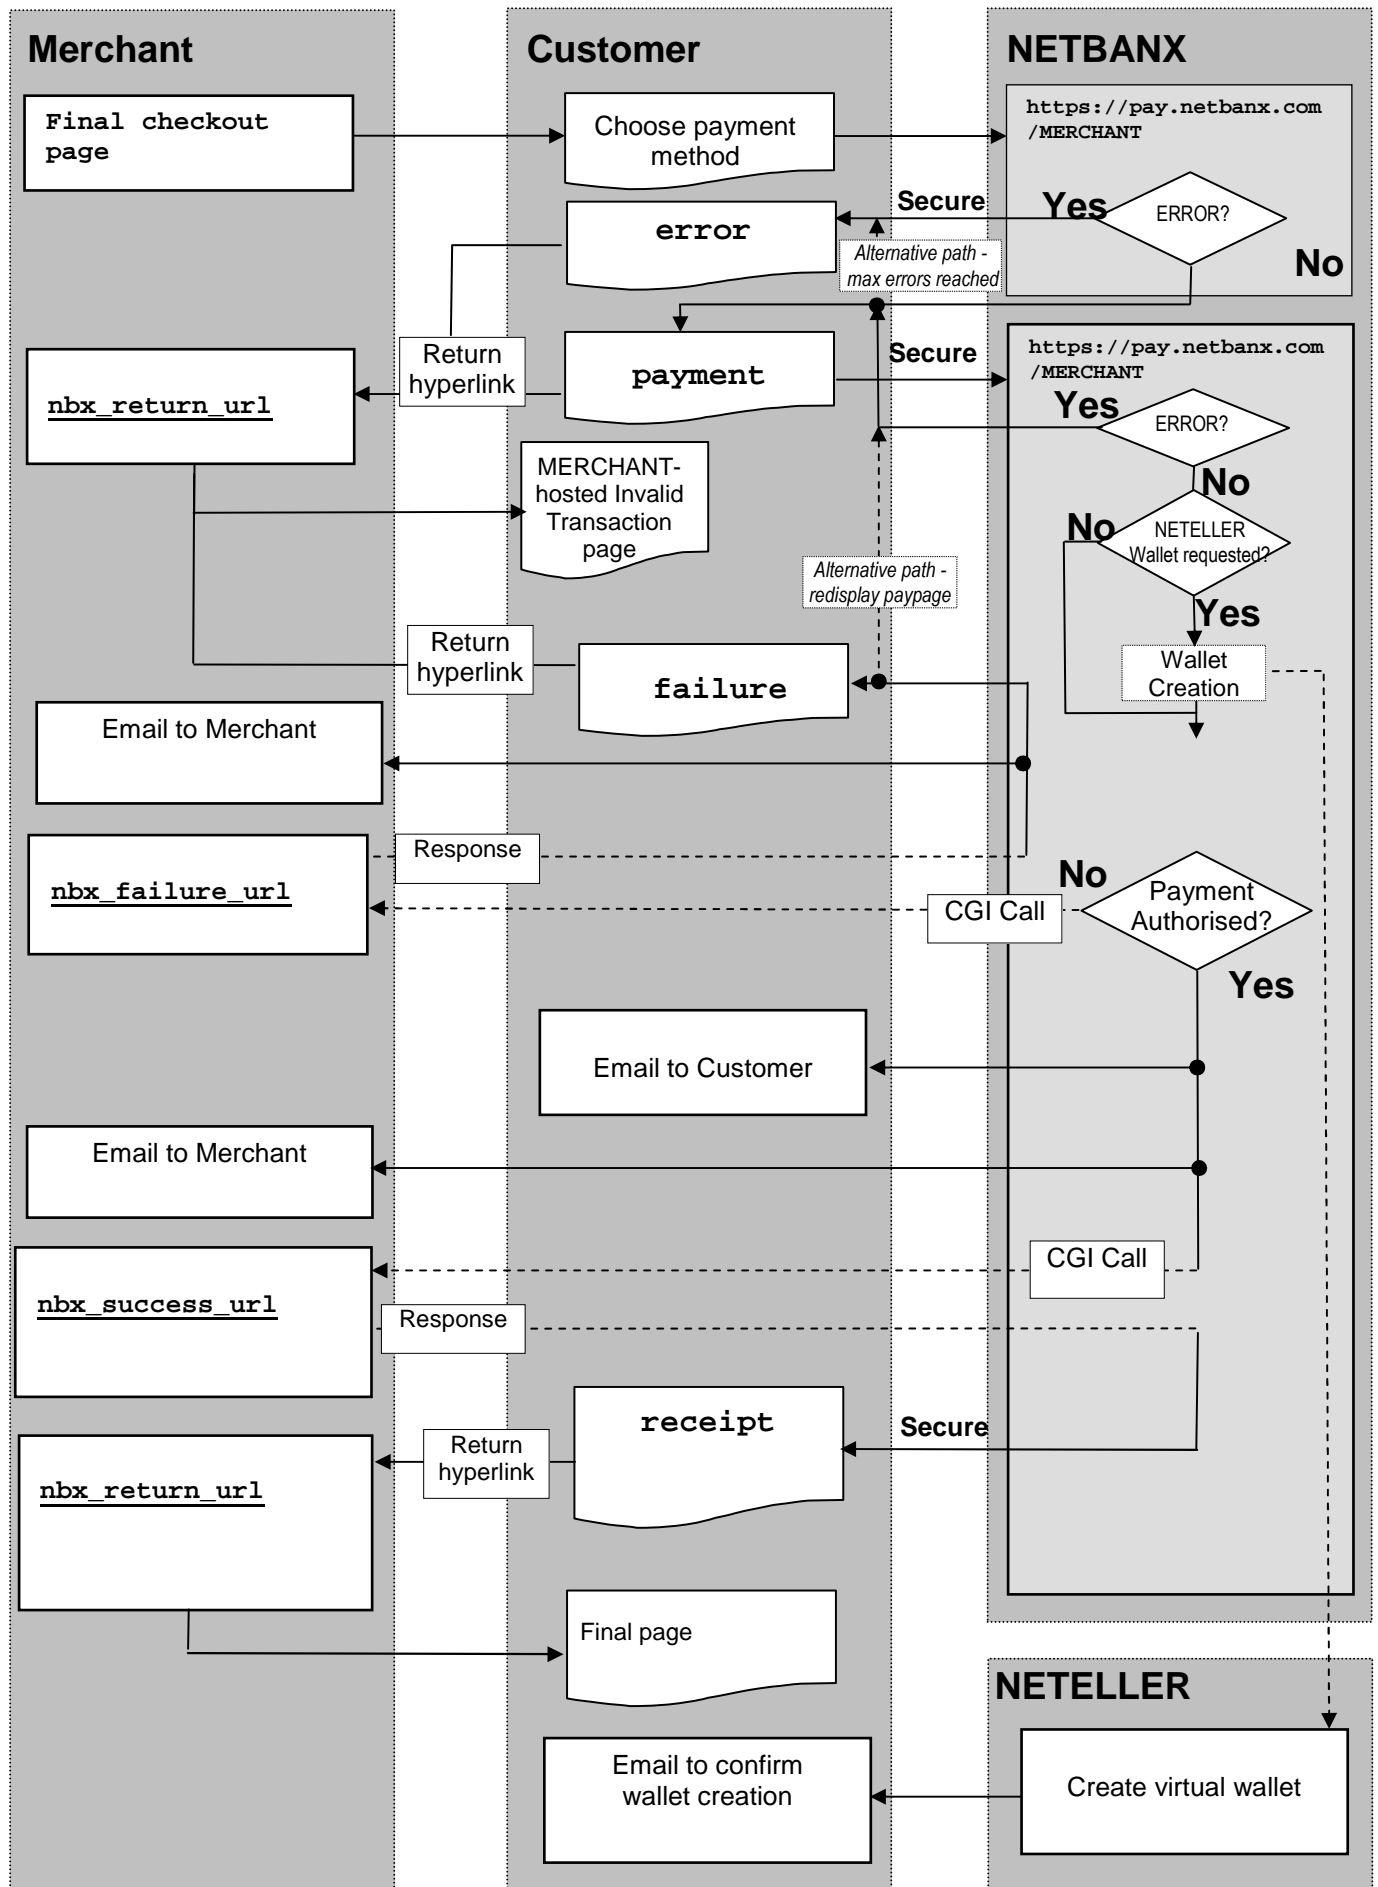 Merchant
Customer
NETBANX
Final checkout
page
Choose payment
method
https://pay.netbanx.com
/MERCHANT
Secure
Yes
ERROR?
No
error
Alternative path -
max errors reached
Return
hyperlink
nbx_return_url
payment
Secure
https://pay.netbanx.com
/MERCHANT
Yes
ERROR?
No
MERCHANT-
hosted Invalid
Transaction
page
No
NETELLER
Wallet requested?
Yes
Alternative path -
redisplay paypage
Return
hyperlink
failure
Wallet
Creation
Email to Merchant
Response
nbx_failure_url
CGI Call
No
Payment
Authorised?
Yes
Email to Customer
Email to Merchant
CGI Call
nbx_success_url
Response
receipt
Secure
Return
hyperlink
nbx_return_url
Final page
NETELLER
Email to confirm
wallet creation
Create virtual wallet